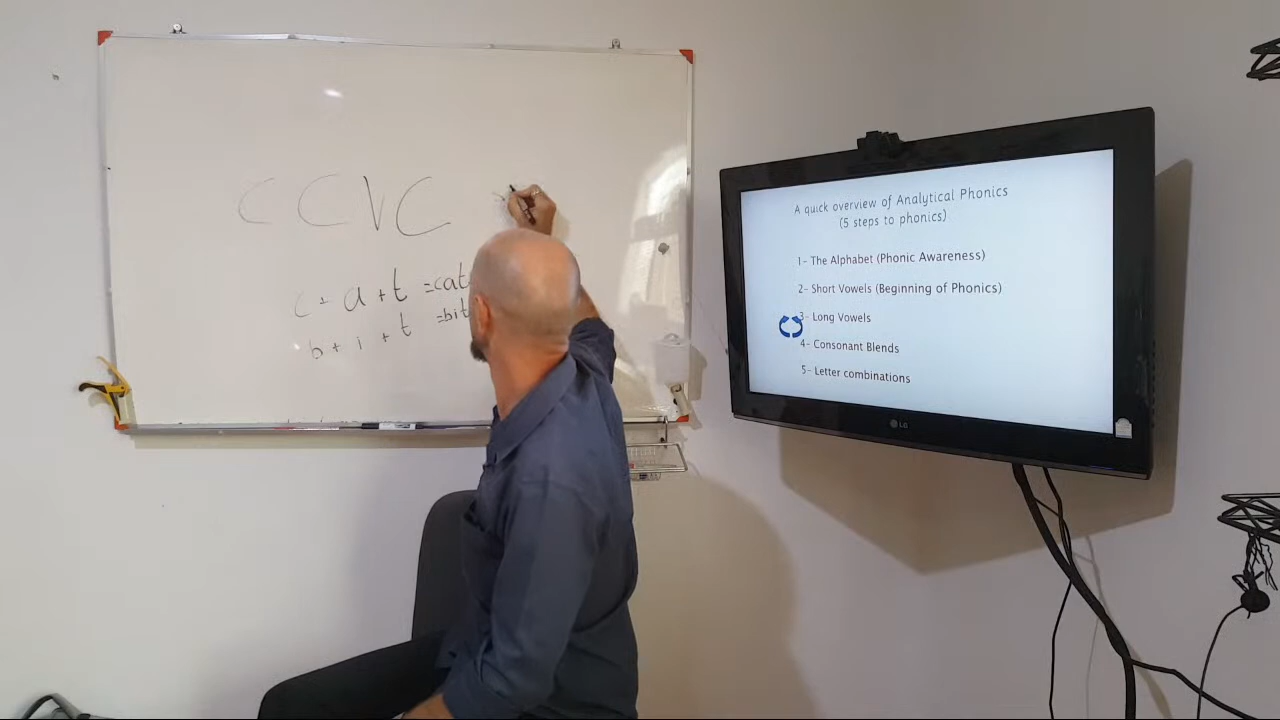 C C V C
c + a + t = cat
b + i + t = bit
A quick overview of Analytical Phonics
(5 steps to phonics)
1- The Alphabet (Phonic Awareness)
2- Short Vowels (Beginning of Phonics)
3- Long Vowels
4- Consonant Blends
5- Letter combinations
LG